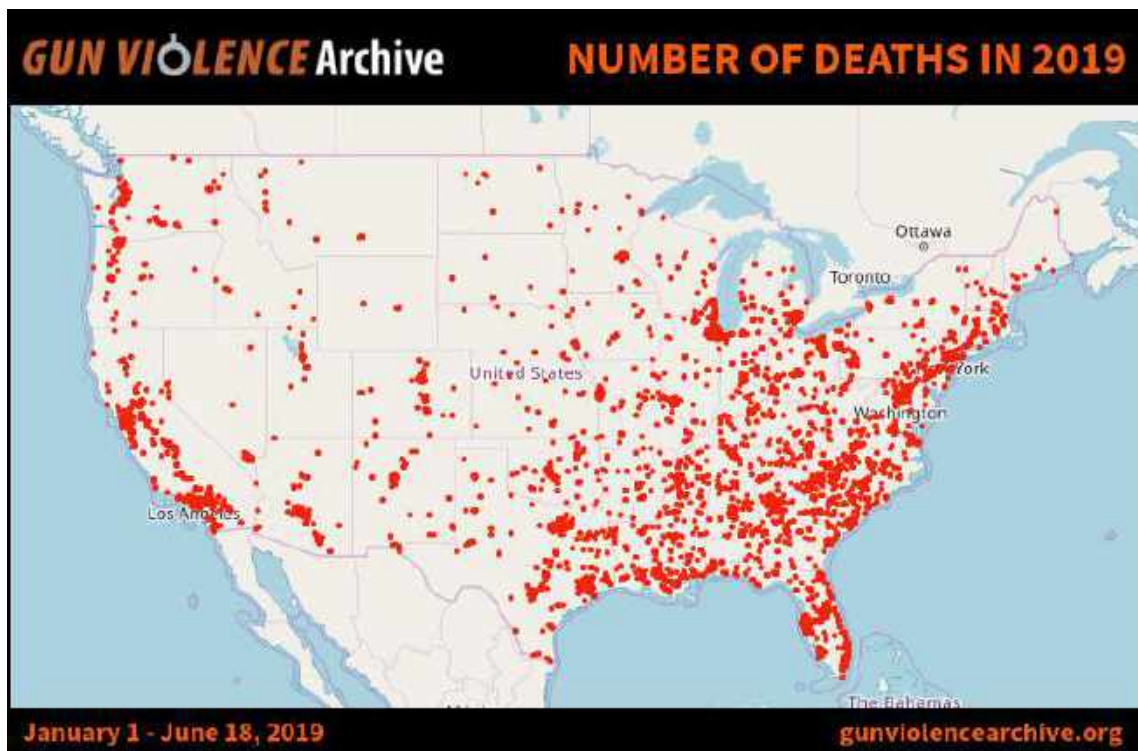 GUN VIOLENCE Archive
NUMBER OF DEATHS IN 2019
Ottawa
Toronto
United States
York
Washington
Los Angeles
The Bahamas
January 1 - June 18, 2019
gunviolencearchive.org